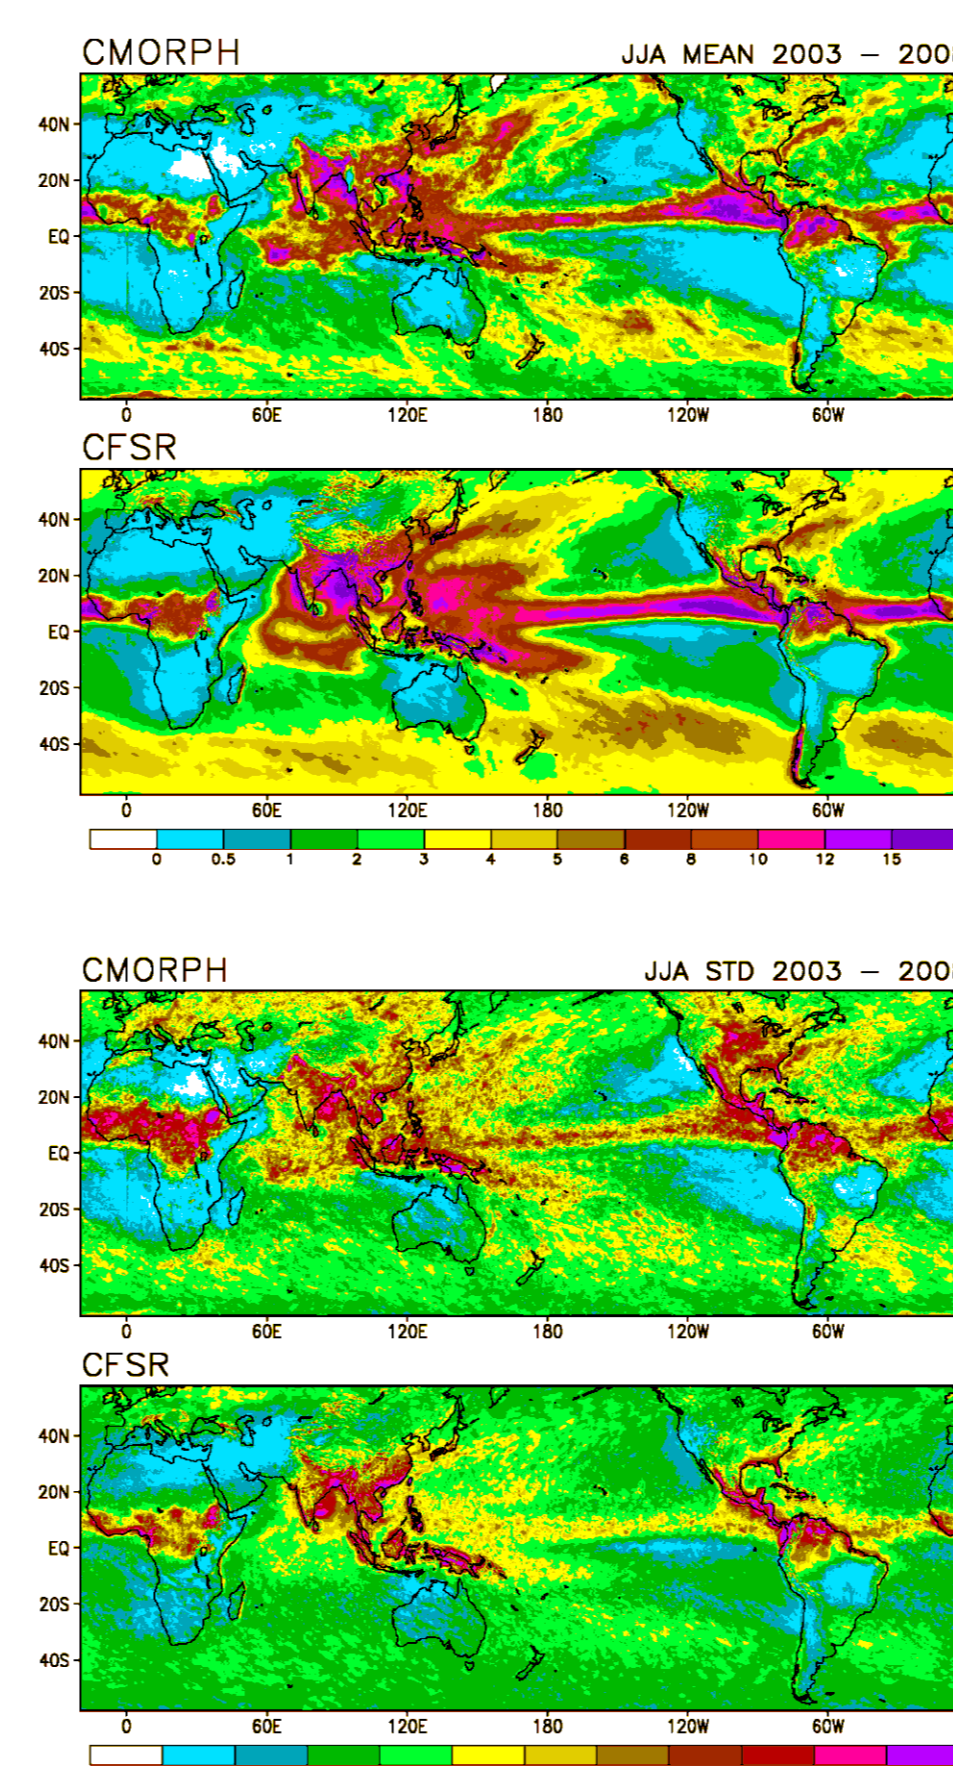 CMORPH JJA MEAN 2003 – 200
40N
20N
EQ
20S
40S
0 60E 120E 180 120W 60W
CFSR
40N
20N
EQ
20S
40S
0 60E 120E 180 120W 60W
0 0.5 1 2 3 4 5 6 8 10 12 15
CMORPH JJA STD 2003 – 200
40N
20N
EQ
20S
40S
0 60E 120E 180 120W 60W
CFSR
40N
20N
EQ
20S
40S
0 60E 120E 180 120W 60W